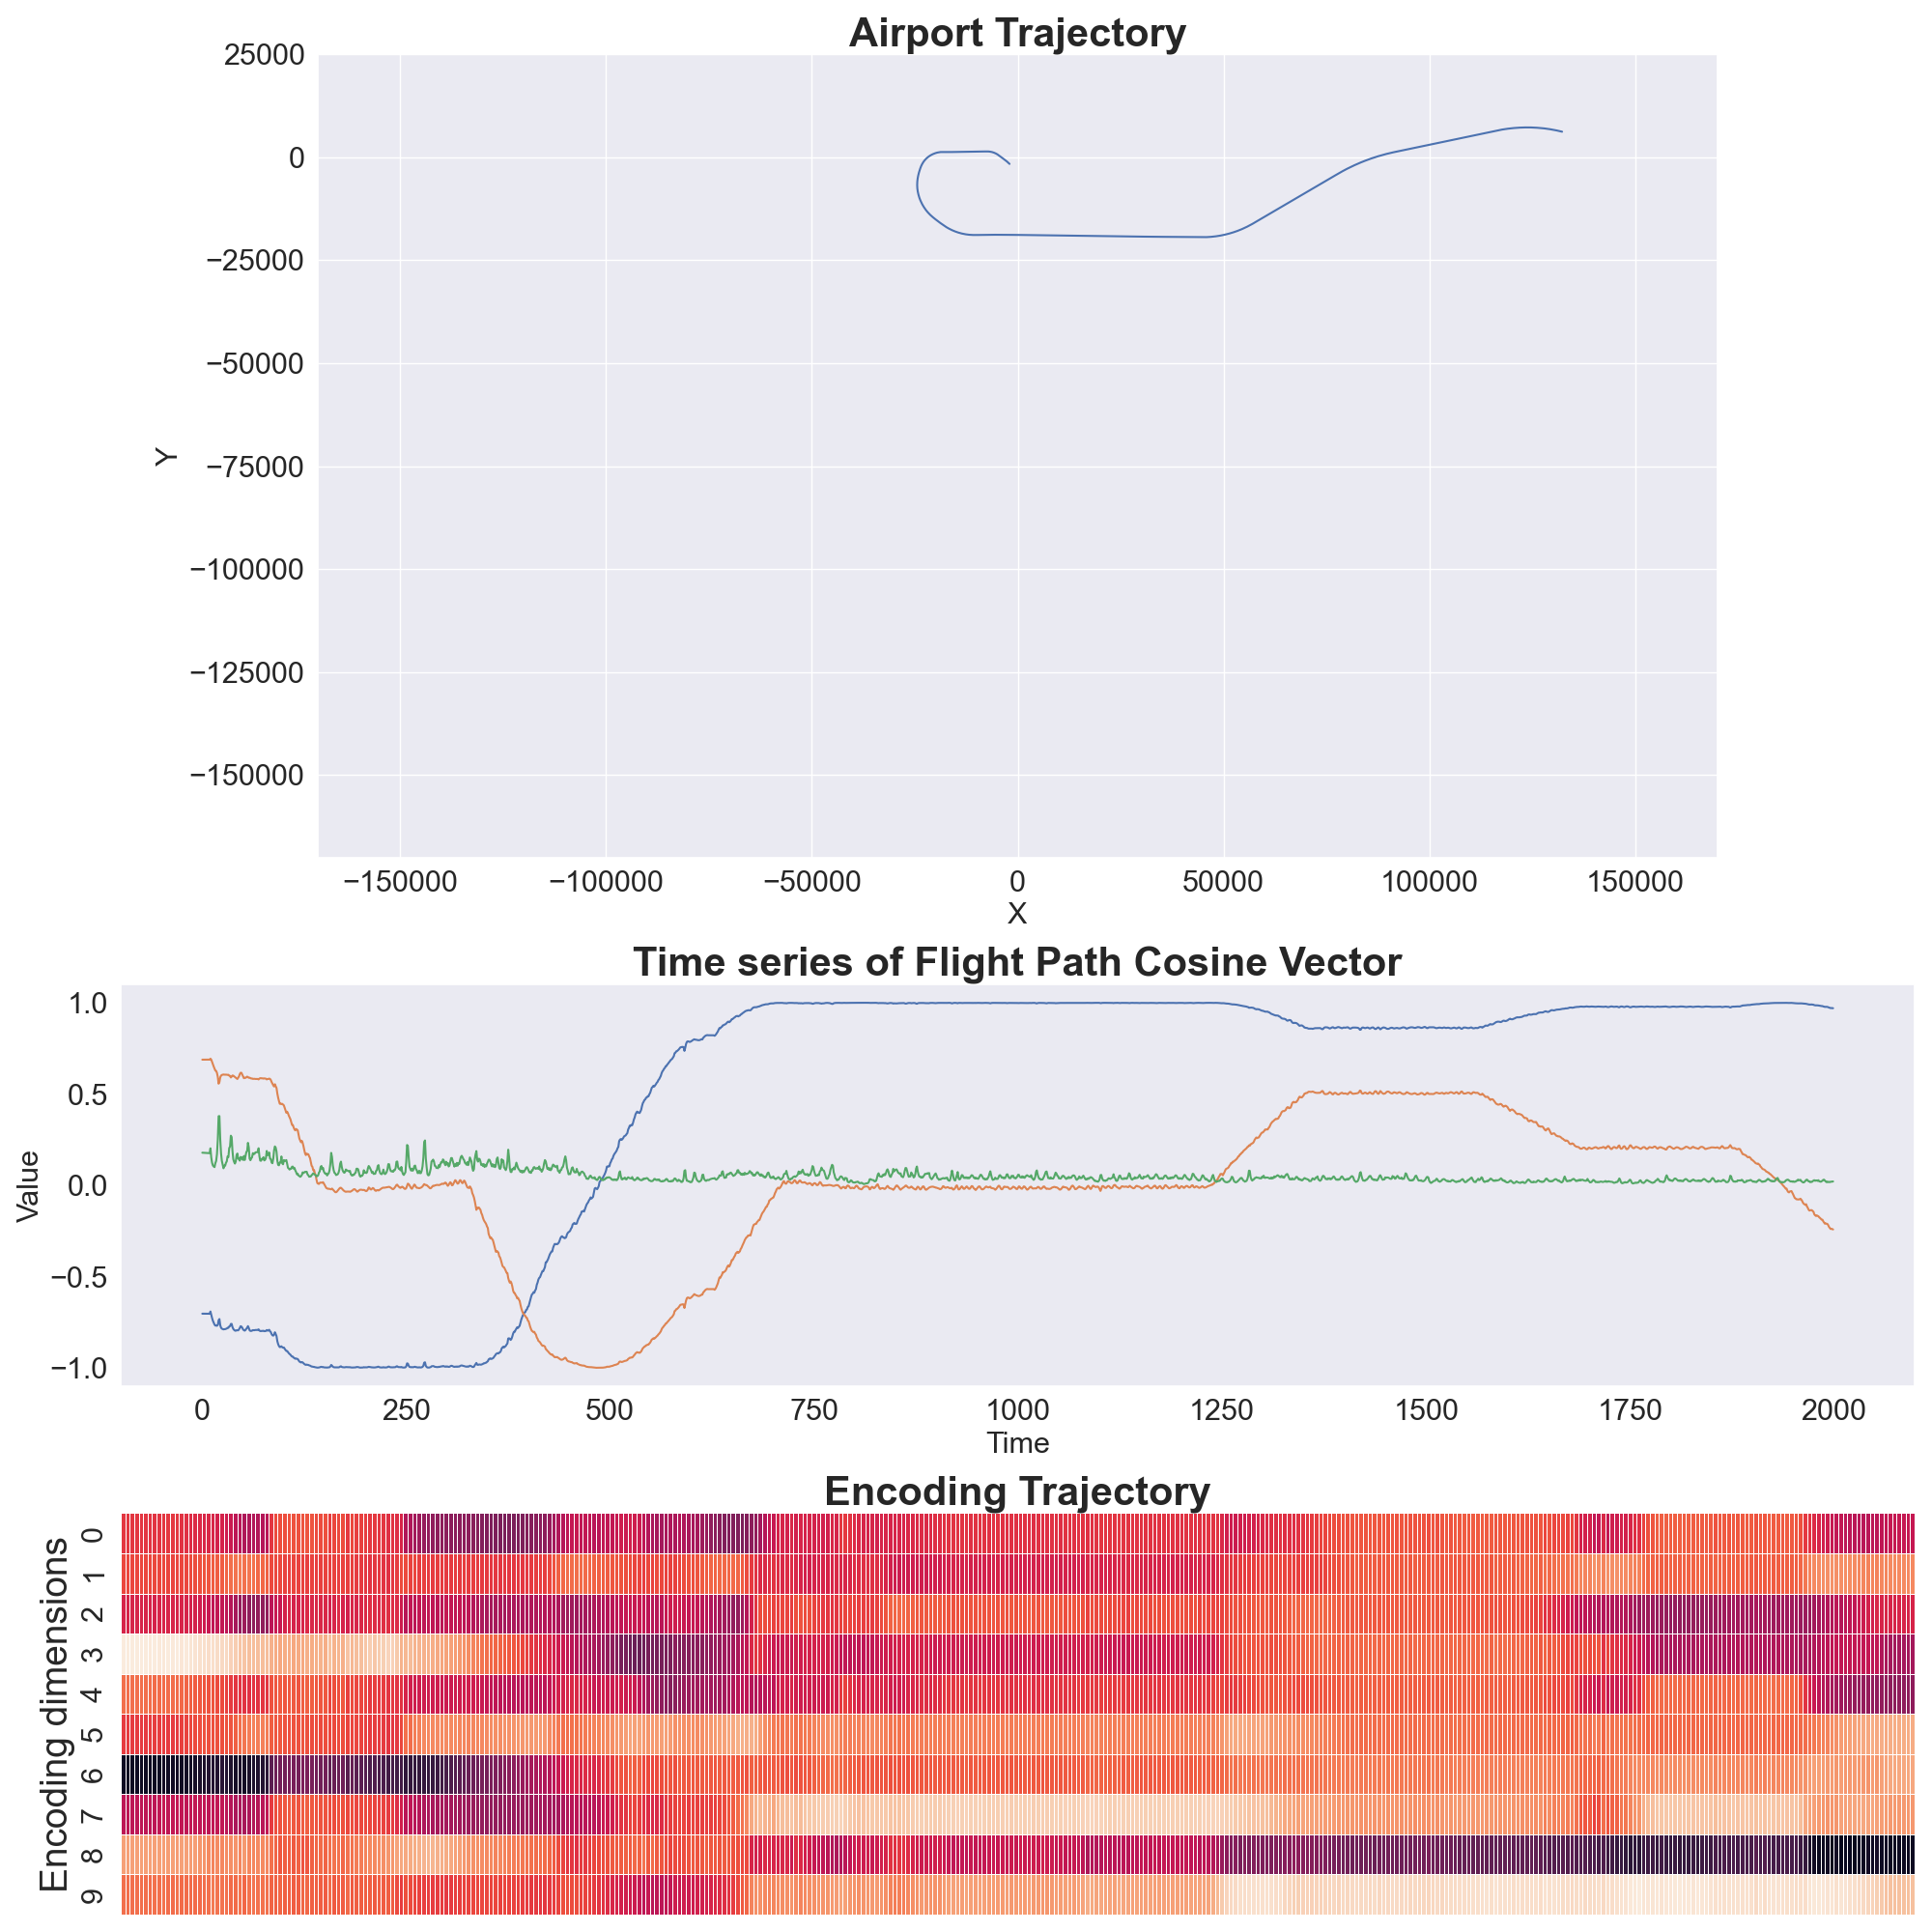 Airport Trajectory
25000
0
−25000
−50000
−75000
−100000
−125000
−150000
Y
−150000 −100000 −50000 0 50000 100000 150000
X
Time series of Flight Path Cosine Vector
1.0
0.5
0.0
−0.5
−1.0
Value
0 250 500 750 1000 1250 1500 1750 2000
Time
Encoding Trajectory
Encoding dimensions
0
1
2
3
4
5
6
7
8
9